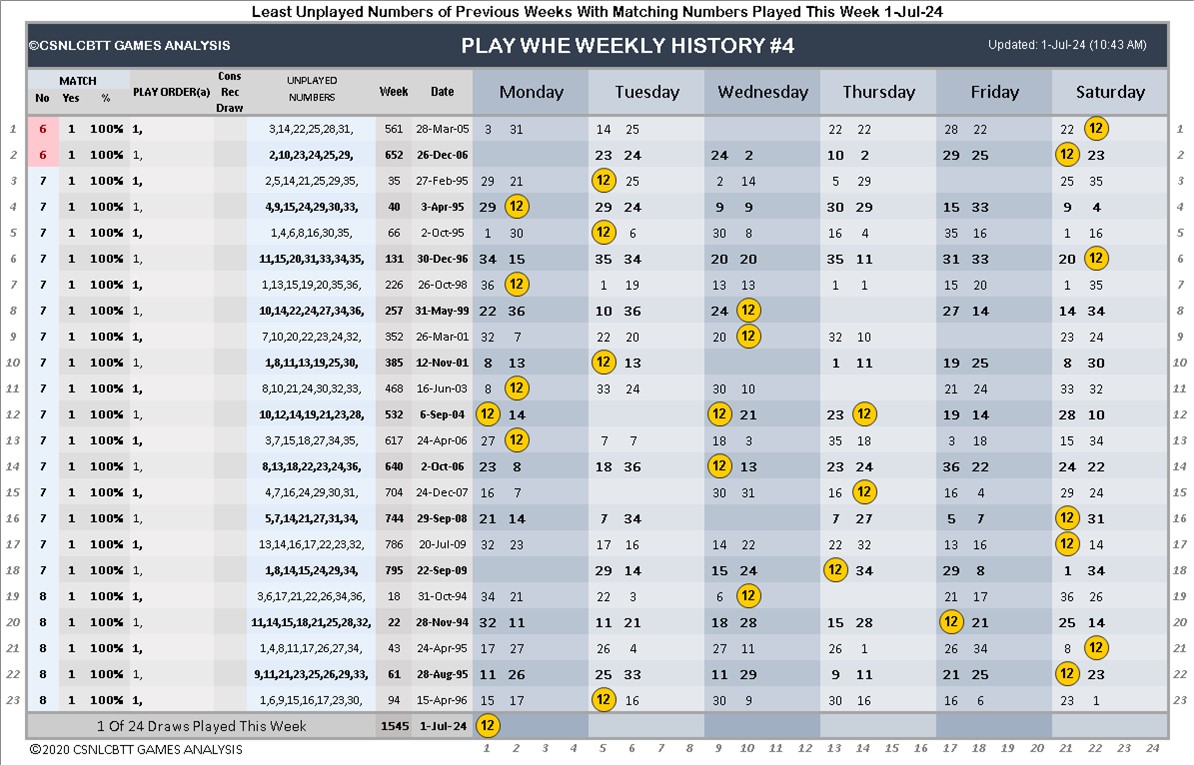 Least Unplayed Numbers of Previous Weeks With Matching Numbers Played This Week 1-Jul-24
©CSNLCBTT GAMES ANALYSIS PLAY WHE WEEKLY HISTORY #4 Updated: 1-Jul-24 (10:43 AM)
MATCH No Yes % PLAY ORDER(a) Cons Rec Draw UNPLAYED NUMBERS Week Date Monday Tuesday Wednesday Thursday Friday Saturday
1 6 1 100% 1, 3,14,22,25,28,31, 561 28-Mar-05 3 31 14 25 22 22 28 22 22 12 1
2 6 1 100% 1, 2,10,23,24,25,29, 652 26-Dec-06 23 24 24 2 10 2 29 25 12 23 2
3 7 1 100% 1, 2,5,14,21,25,29,35, 35 27-Feb-95 29 21 12 25 2 14 5 29 25 35 3
4 7 1 100% 1, 4,9,15,24,29,30,33, 40 3-Apr-95 29 12 29 24 9 9 30 29 15 33 9 4 4
5 7 1 100% 1, 1,4,6,8,16,30,35, 66 2-Oct-95 1 30 12 6 30 8 16 4 35 16 1 16 5
6 7 1 100% 1, 11,15,20,31,33,34,35, 131 30-Dec-96 34 15 35 34 20 20 35 11 31 33 20 12 6
7 7 1 100% 1, 1,13,15,19,20,35,36, 226 26-Oct-98 36 12 1 19 13 13 1 1 15 20 1 35 7
8 7 1 100% 1, 10,14,22,24,27,34,36, 257 31-May-99 22 36 10 36 24 12 27 14 14 34 8
9 7 1 100% 1, 7,10,20,22,23,24,32, 352 26-Mar-01 32 7 22 20 20 12 32 10 23 24 9
10 7 1 100% 1, 1,8,11,13,19,25,30, 385 12-Nov-01 8 13 12 13 1 11 19 25 8 30 10
11 7 1 100% 1, 8,10,21,24,30,32,33, 468 16-Jun-03 8 12 33 24 30 10 21 24 33 32 11
12 7 1 100% 1, 10,12,14,19,21,23,28, 532 6-Sep-04 12 14 12 21 23 12 19 14 28 10 12
13 7 1 100% 1, 3,7,15,18,27,34,35, 617 24-Apr-06 27 12 7 7 18 3 35 18 3 18 15 34 13
14 7 1 100% 1, 8,13,18,22,23,24,36, 640 2-Oct-06 23 8 18 36 12 13 23 24 36 22 24 22 14
15 7 1 100% 1, 4,7,16,24,29,30,31, 704 24-Dec-07 16 7 30 31 16 12 16 4 29 24 15
16 7 1 100% 1, 5,7,14,21,27,31,34, 744 29-Sep-08 21 14 7 34 7 27 5 7 12 31 16
17 7 1 100% 1, 13,14,16,17,22,23,32, 786 20-Jul-09 32 23 17 16 14 22 22 32 13 16 12 14 17
18 7 1 100% 1, 1,8,14,15,24,29,34, 795 22-Sep-09 29 14 15 24 12 34 29 8 1 34 18
19 8 1 100% 1, 3,6,17,21,22,26,34,36, 18 31-Oct-94 34 21 22 3 6 12 21 17 36 26 19
20 8 1 100% 1, 11,14,15,18,21,25,28,32, 22 28-Nov-94 32 11 11 21 18 28 15 28 12 21 25 14 20
21 8 1 100% 1, 1,4,8,11,17,26,27,34, 43 24-Apr-95 17 27 26 4 27 11 26 1 26 34 8 12 21
22 8 1 100% 1, 9,11,21,23,25,26,29,33, 61 28-Aug-95 11 26 25 33 11 29 9 11 21 25 12 23 22
23 8 1 100% 1, 1,6,9,15,16,17,23,30, 94 15-Apr-96 15 17 12 16 30 9 30 16 16 6 23 1 23
1 Of 24 Draws Played This Week 1545 1-Jul-24 12
©2020 CSNLCBTT GAMES ANALYSIS 1 2 3 4 5 6 7 8 9 10 11 12 13 14 15 16 17 18 19 20 21 22 23 24